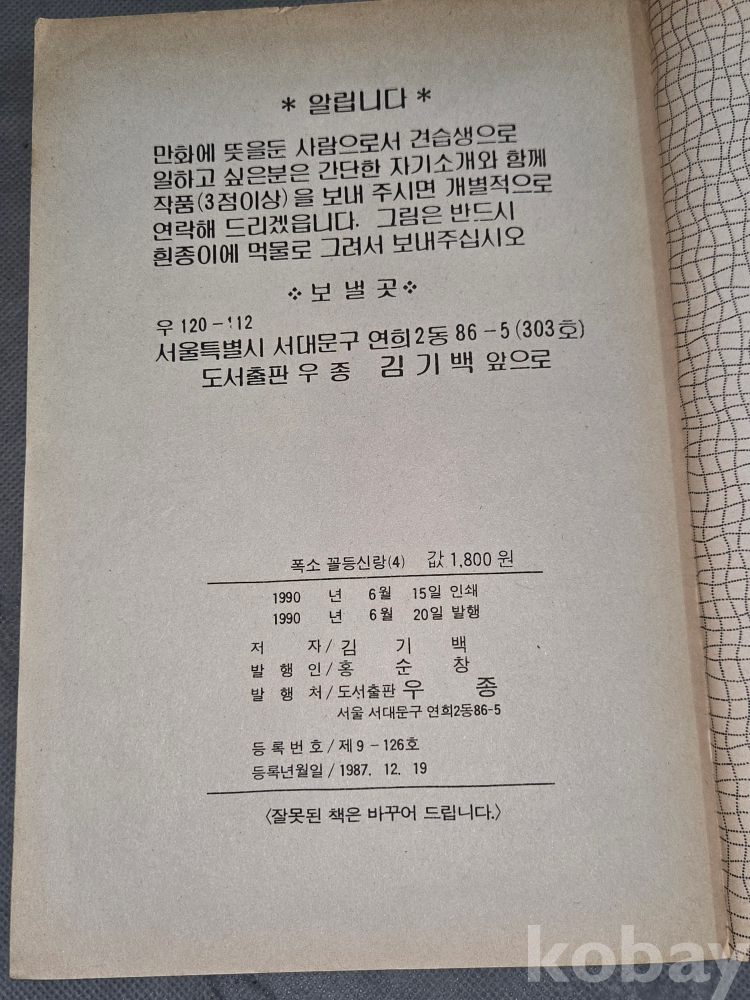 * 알립니다 *
만화에 뜻을둔 사람으로서 견습생으로
일하고 싶은분은 간단한 자기소개와 함께
작품(3점이상)을 보내 주시면 개별적으로
연락해 드리겠읍니다. 그림은 반드시
흰종이에 먹물로 그려서 보내주십시오
보 낼 곳
우 120-112
서울특별시 서대문구 연희2동 86-5(303호)
도서출판 우 종 김 기 백 앞으로
폭소 꼴등신랑(4) 값 1,800 원
1990 년 6월 15일 인쇄
1990 년 6월 20일 발행
저 자/김 기 백
발 행 인/홍 순 창
발 행 처/도서출판 우 종
서울 서대문구 연희2동86-5
등 록 번 호/제9-126호
등록년월일/1987. 12. 19
〈잘못된 책은 바꾸어 드립니다.〉
kobay